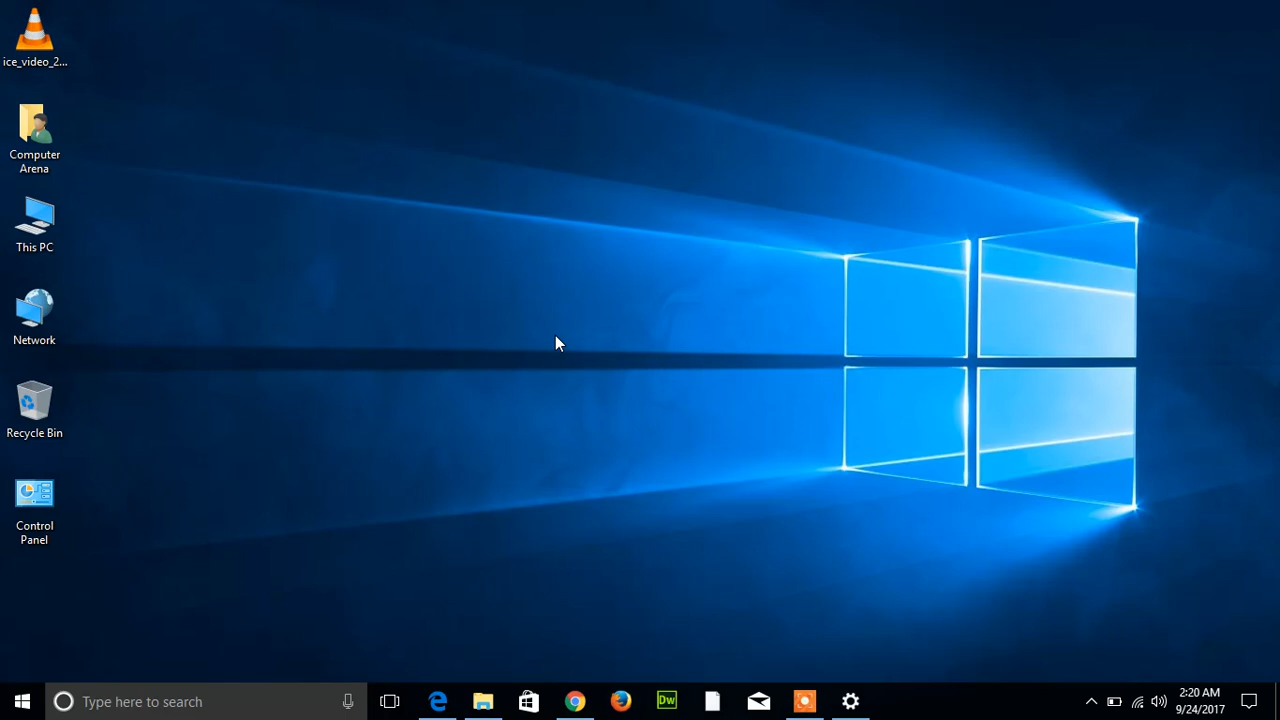 ice_video_2...
Computer
Arena
This PC
Network
Recycle Bin
Control
Panel
Type here to search
Dw
2:20 AM
9/24/2017